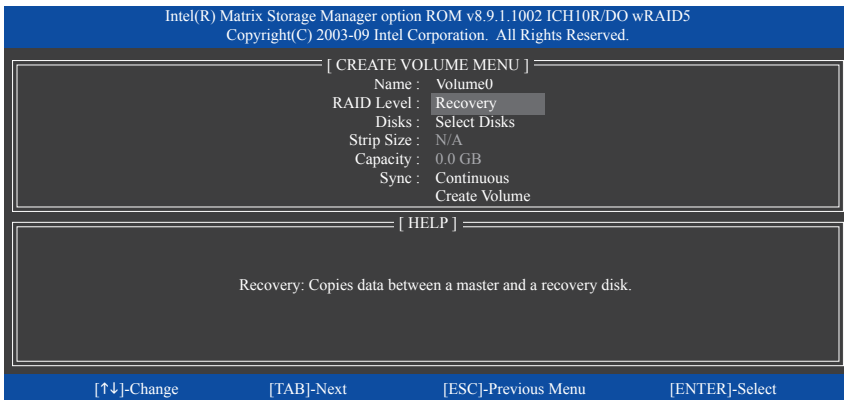 Intel(R) Matrix Storage Manager option ROM v8.9.1.1002 ICH10R/DO wRAID5
Copyright(C) 2003-09 Intel Corporation. All Rights Reserved.
[ CREATE VOLUME MENU ]
Name : Volume0
RAID Level : Recovery
Disks : Select Disks
Strip Size : N/A
Capacity : 0.0 GB
Sync : Continuous
Create Volume
[ HELP ]
Recovery: Copies data between a master and a recovery disk.
[↑↓]-Change [TAB]-Next [ESC]-Previous Menu [ENTER]-Select